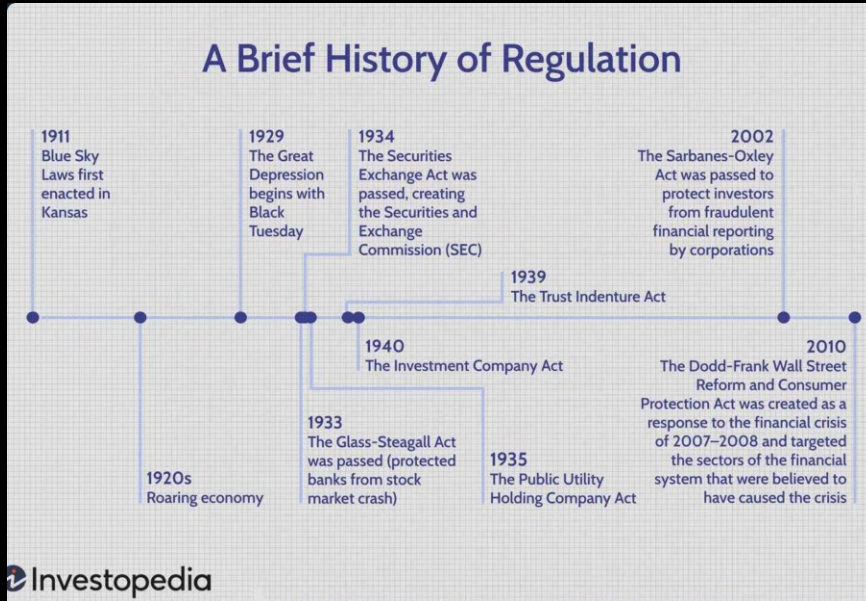 A Brief History of Regulation
1911
Blue Sky
Laws first
enacted in
Kansas
1929
The Great
Depression
begins with
Black
Tuesday
1934
The Securities
Exchange Act was
passed, creating
the Securities and
Exchange
Commission (SEC)
2002
The Sarbanes-Oxley
Act was passed to
protect investors
from fraudulent
financial reporting
by corporations
1939
The Trust Indenture Act
1940
The Investment Company Act
2010
The Dodd-Frank Wall Street
Reform and Consumer
Protection Act was created as a
response to the financial crisis
of 2007–2008 and targeted
the sectors of the financial
system that were believed to
have caused the crisis
1933
The Glass-Steagall Act
was passed (protected
banks from stock
market crash)
1935
The Public Utility
Holding Company Act
1920s
Roaring economy
Investopedia